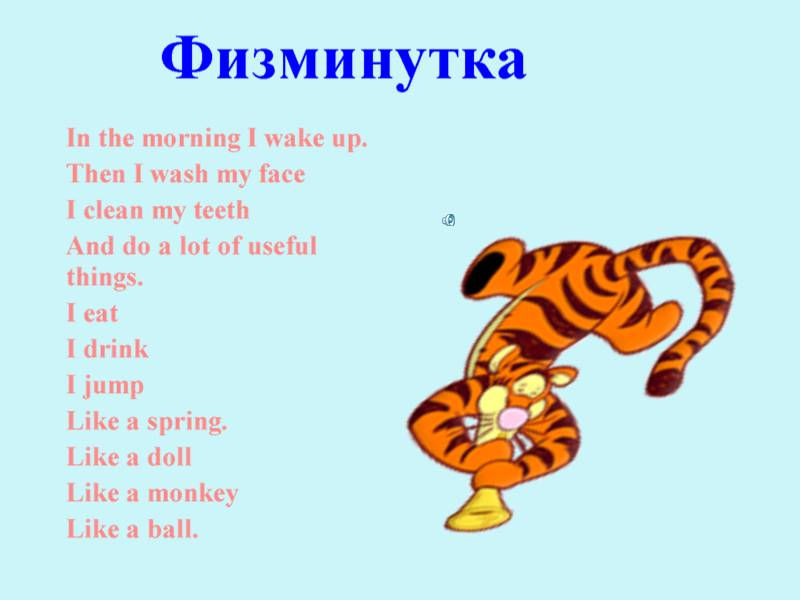 Физминутка
In the morning I wake up.
Then I wash my face
I clean my teeth
And do a lot of useful
things.
I eat
I drink
I jump
Like a spring.
Like a doll
Like a monkey
Like a ball.